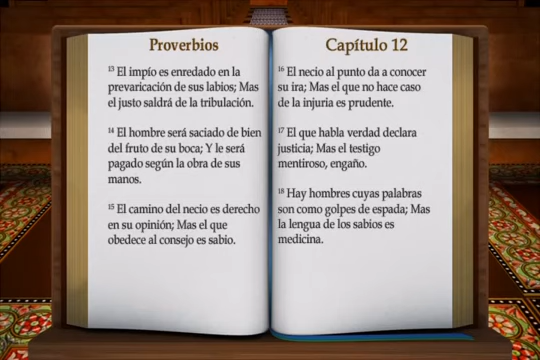 Proverbios
13 El impío es enredado en la
prevaricación de sus labios; Mas
el justo saldrá de la tribulación.
14 El hombre será saciado de bien
del fruto de su boca; Y le será
pagado según la obra de sus
manos.
15 El camino del necio es derecho
en su opinión; Mas el que
obedece al consejo es sabio.
Capítulo 12
16 El necio al punto da a conocer
su ira; Mas el que no hace caso
de la injuria es prudente.
17 El que habla verdad declara
justicia; Mas el testigo
mentiroso, engaño.
18 Hay hombres cuyas palabras
son como golpes de espada; Mas
la lengua de los sabios es
medicina.